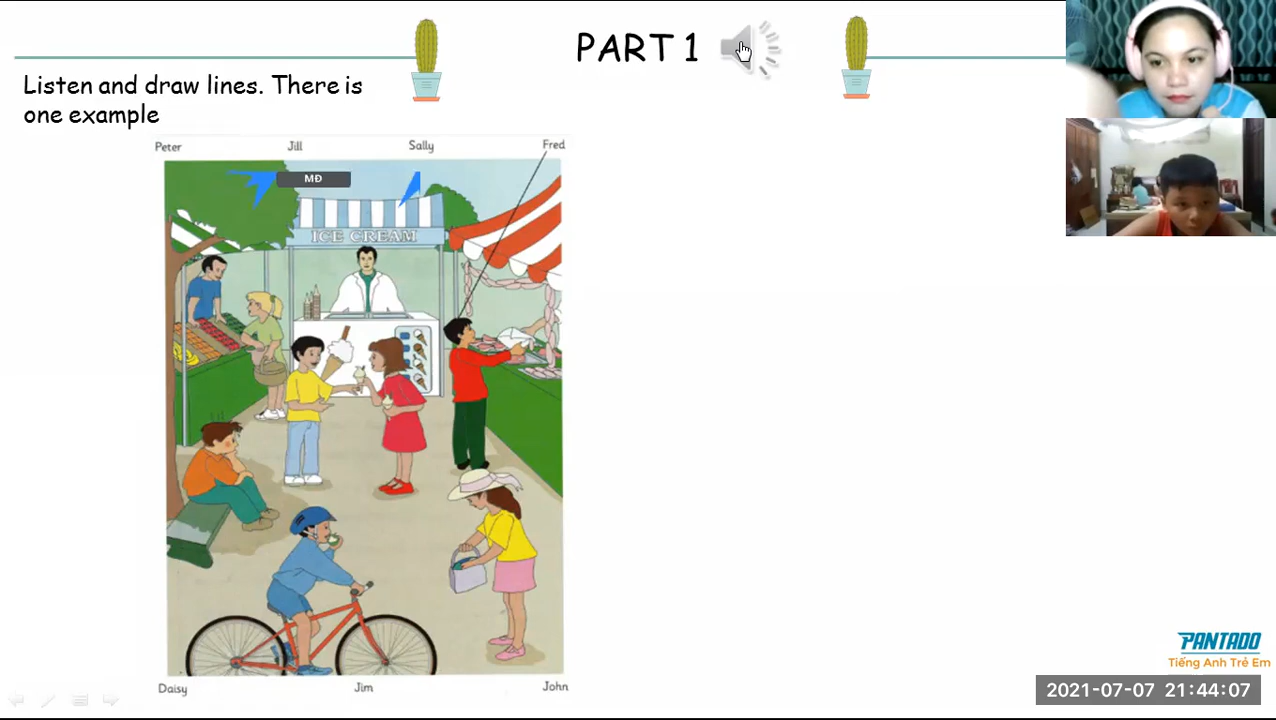 PART 1
Listen and draw lines. There is
one example
Peter Jill Sally Fred
MĐ
ICE CREAM
Daisy Jim John
PANTADO
Tiếng Anh Trẻ Em
2021-07-07 21:44:07